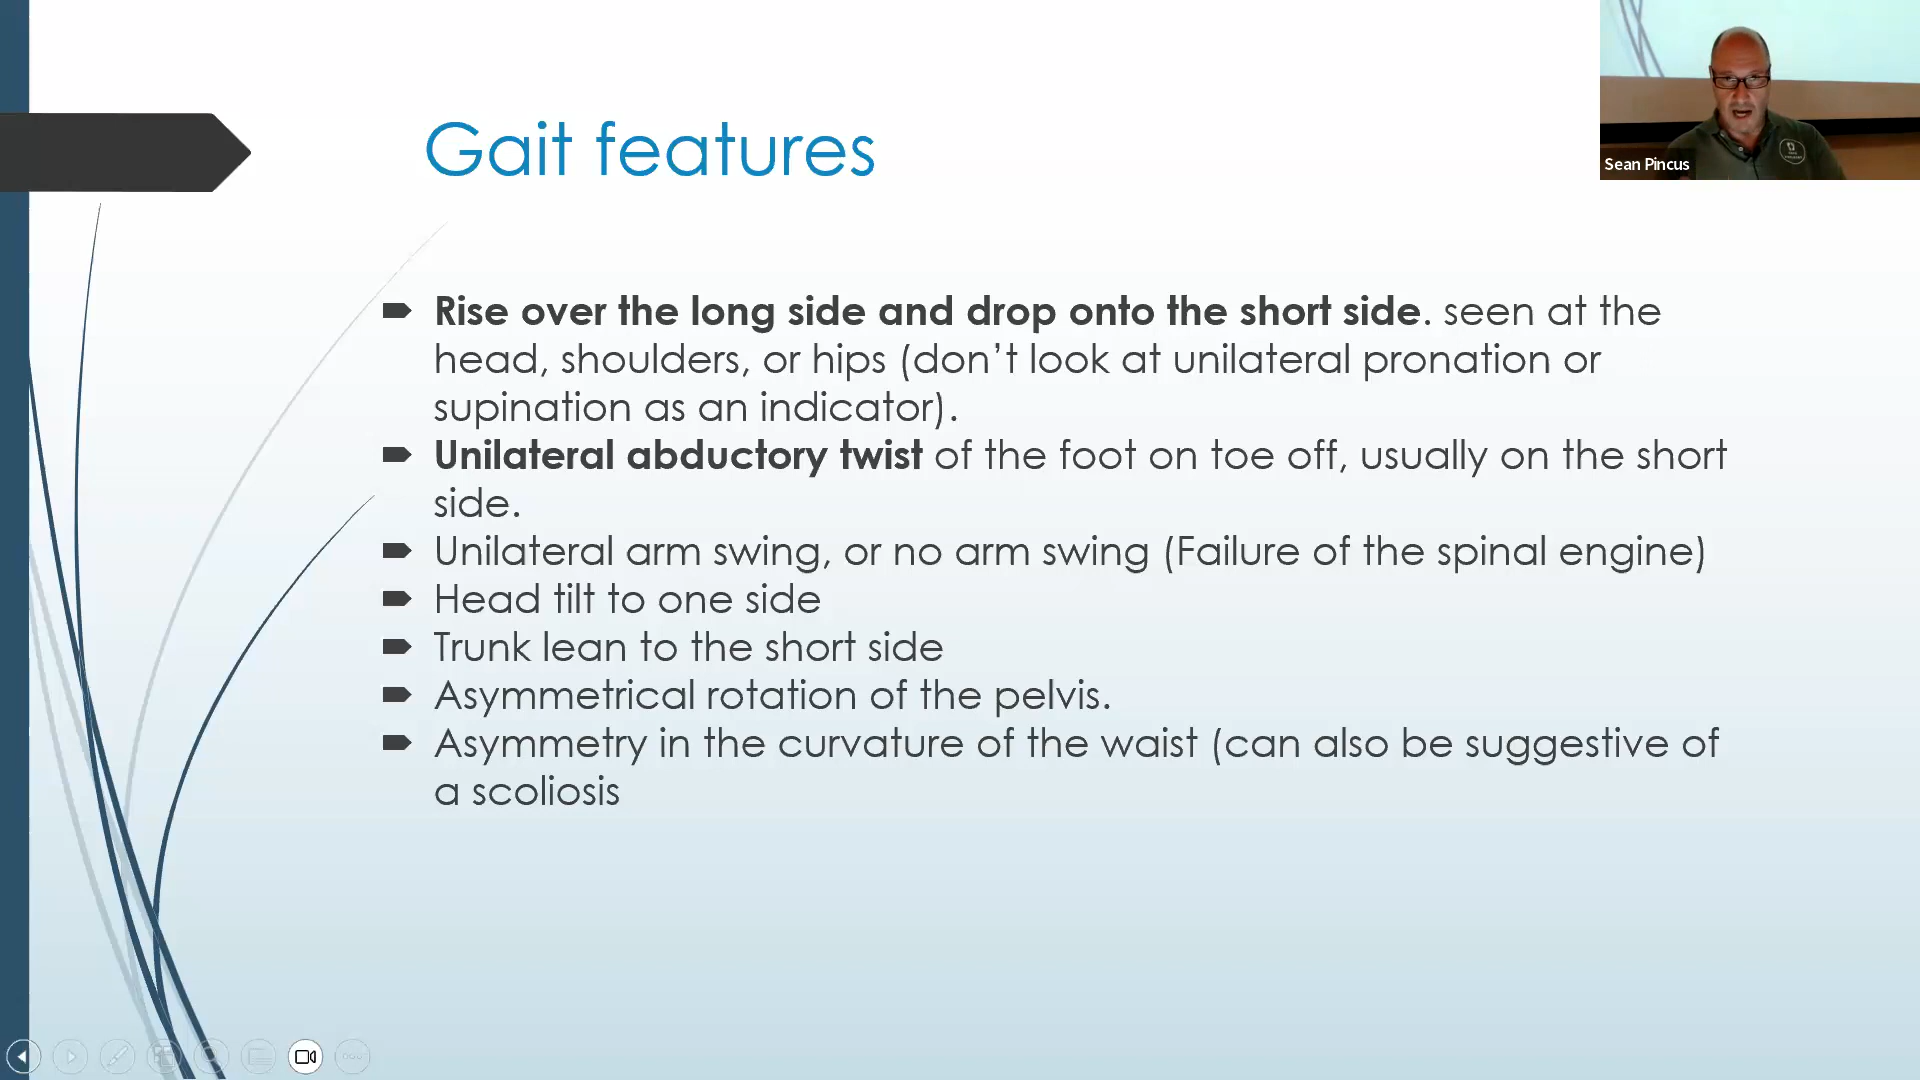 Gait features
Sean Pincus
Rise over the long side and drop onto the short side. seen at the
head, shoulders, or hips (don’t look at unilateral pronation or
supination as an indicator).
Unilateral abductory twist of the foot on toe off, usually on the short
side.
Unilateral arm swing, or no arm swing (Failure of the spinal engine)
Head tilt to one side
Trunk lean to the short side
Asymmetrical rotation of the pelvis.
Asymmetry in the curvature of the waist (can also be suggestive of
a scoliosis